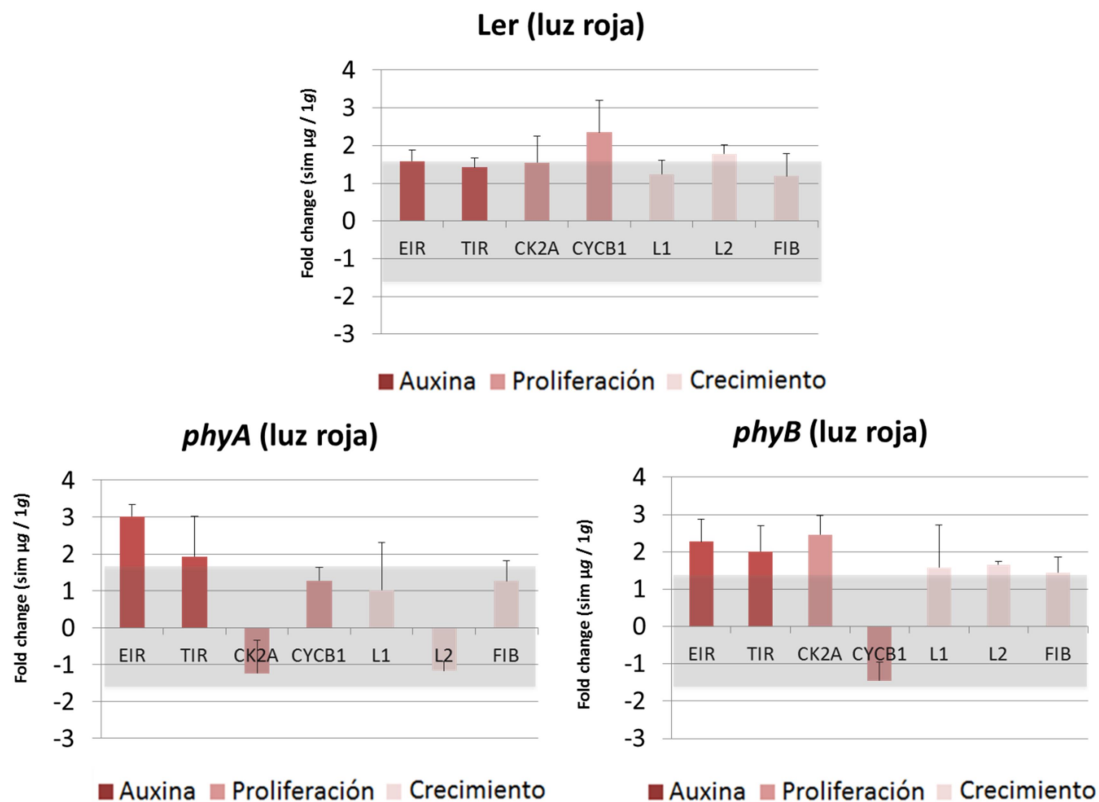 Ler (luz roja)
Fold change (sim µg / 1g)
4
3
2
1
0
-1
-2
-3
EIR TIR CK2A CYCB1 L1 L2 FIB
Auxina Proliferación Crecimiento
phyA (luz roja)
Fold change (sim µg / 1g)
4
3
2
1
0
-1
-2
-3
EIR TIR CK2A CYCB1 L1 L2 FIB
Auxina Proliferación Crecimiento
phyB (luz roja)
Fold change (sim µg / 1g)
4
3
2
1
0
-1
-2
-3
EIR TIR CK2A CYCB1 L1 L2 FIB
Auxina Proliferación Crecimiento